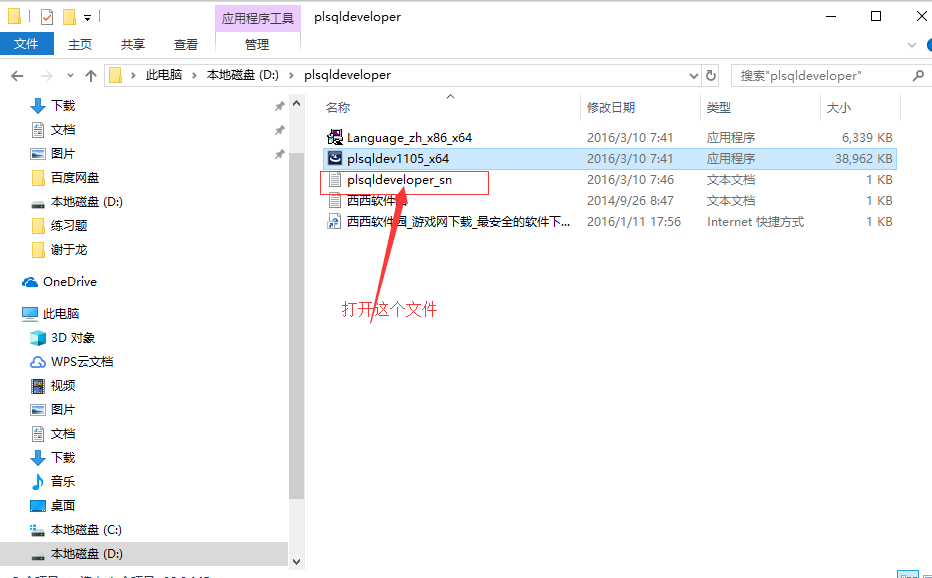 应用程序工具 plsqldeveloper
文件 主页 共享 查看 管理
此电脑 本地磁盘 (D:) plsqldeveloper 搜索"plsqldeveloper"
下载
文档
图片
百度网盘
本地磁盘 (D:)
练习题
谢于龙
OneDrive
此电脑
3D 对象
WPS云文档
视频
图片
文档
下载
音乐
桌面
本地磁盘 (C:)
本地磁盘 (D:)
名称 修改日期 类型 大小
Language_zh_x86_x64 2016/3/10 7:41 应用程序 6,339 KB
plsqldev1105_x64 2016/3/10 7:41 应用程序 38,962 KB
plsqldeveloper_sn 2016/3/10 7:46 文本文档 1 KB
西西软件 2014/9/26 8:47 文本文档 1 KB
西西软件园_游戏网下载_最安全的软件下... 2016/1/11 17:56 Internet 快捷方式 1 KB
打开这个文件